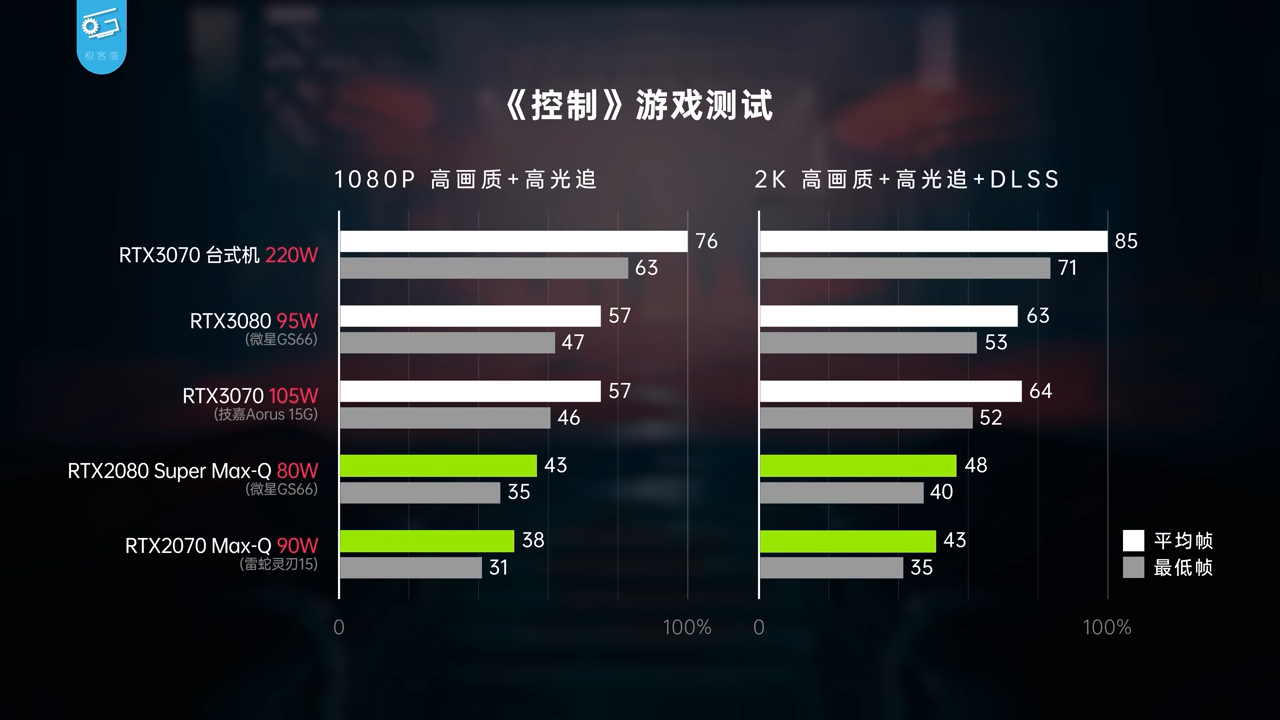 极客湾
《控制》游戏测试
1080P 高画质+高光追
2K 高画质+高光追+DLSS
RTX3070 台式机 220W
76
85
63
71
RTX3080 95W
(微星GS66)
57
63
47
53
RTX3070 105W
(技嘉Aorus 15G)
57
64
46
52
RTX2080 Super Max-Q 80W
(微星GS66)
43
48
35
40
RTX2070 Max-Q 90W
(雷蛇灵刃15)
38
43
31
35
平均帧
最低帧
0
100%
0
100%